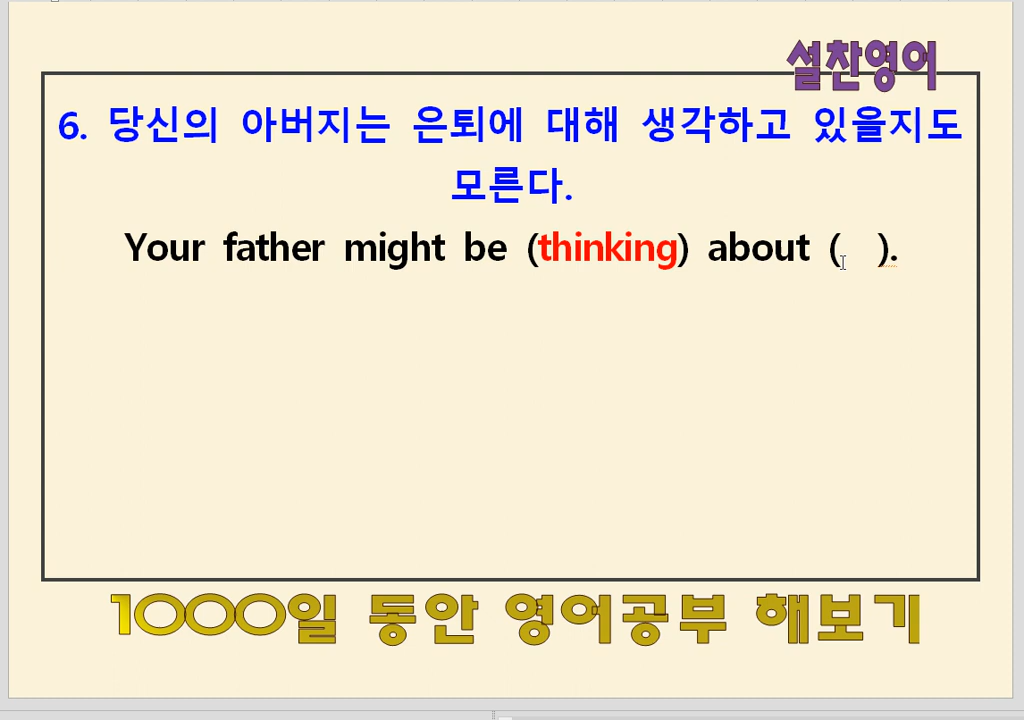 설찬영어
6. 당신의 아버지는 은퇴에 대해 생각하고 있을지도
모른다.
Your father might be (thinking) about (  ).
1000일 동안 영어공부 해보기